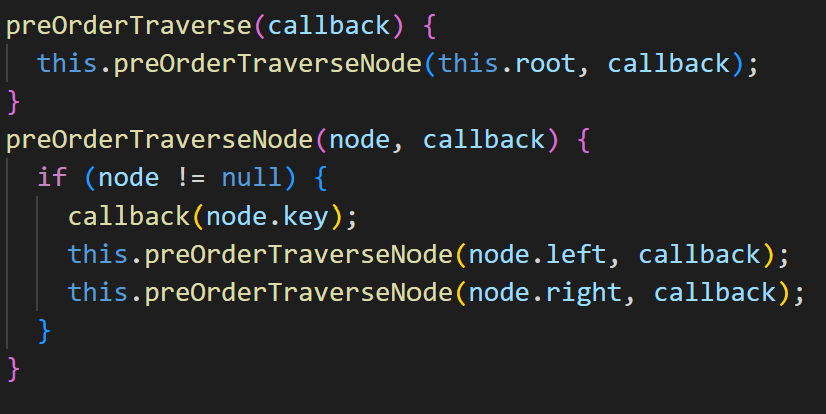 preOrderTraverse(callback) {
  this.preOrderTraverseNode(this.root, callback);
}
preOrderTraverseNode(node, callback) {
  if (node != null) {
    callback(node.key);
    this.preOrderTraverseNode(node.left, callback);
    this.preOrderTraverseNode(node.right, callback);
  }
}